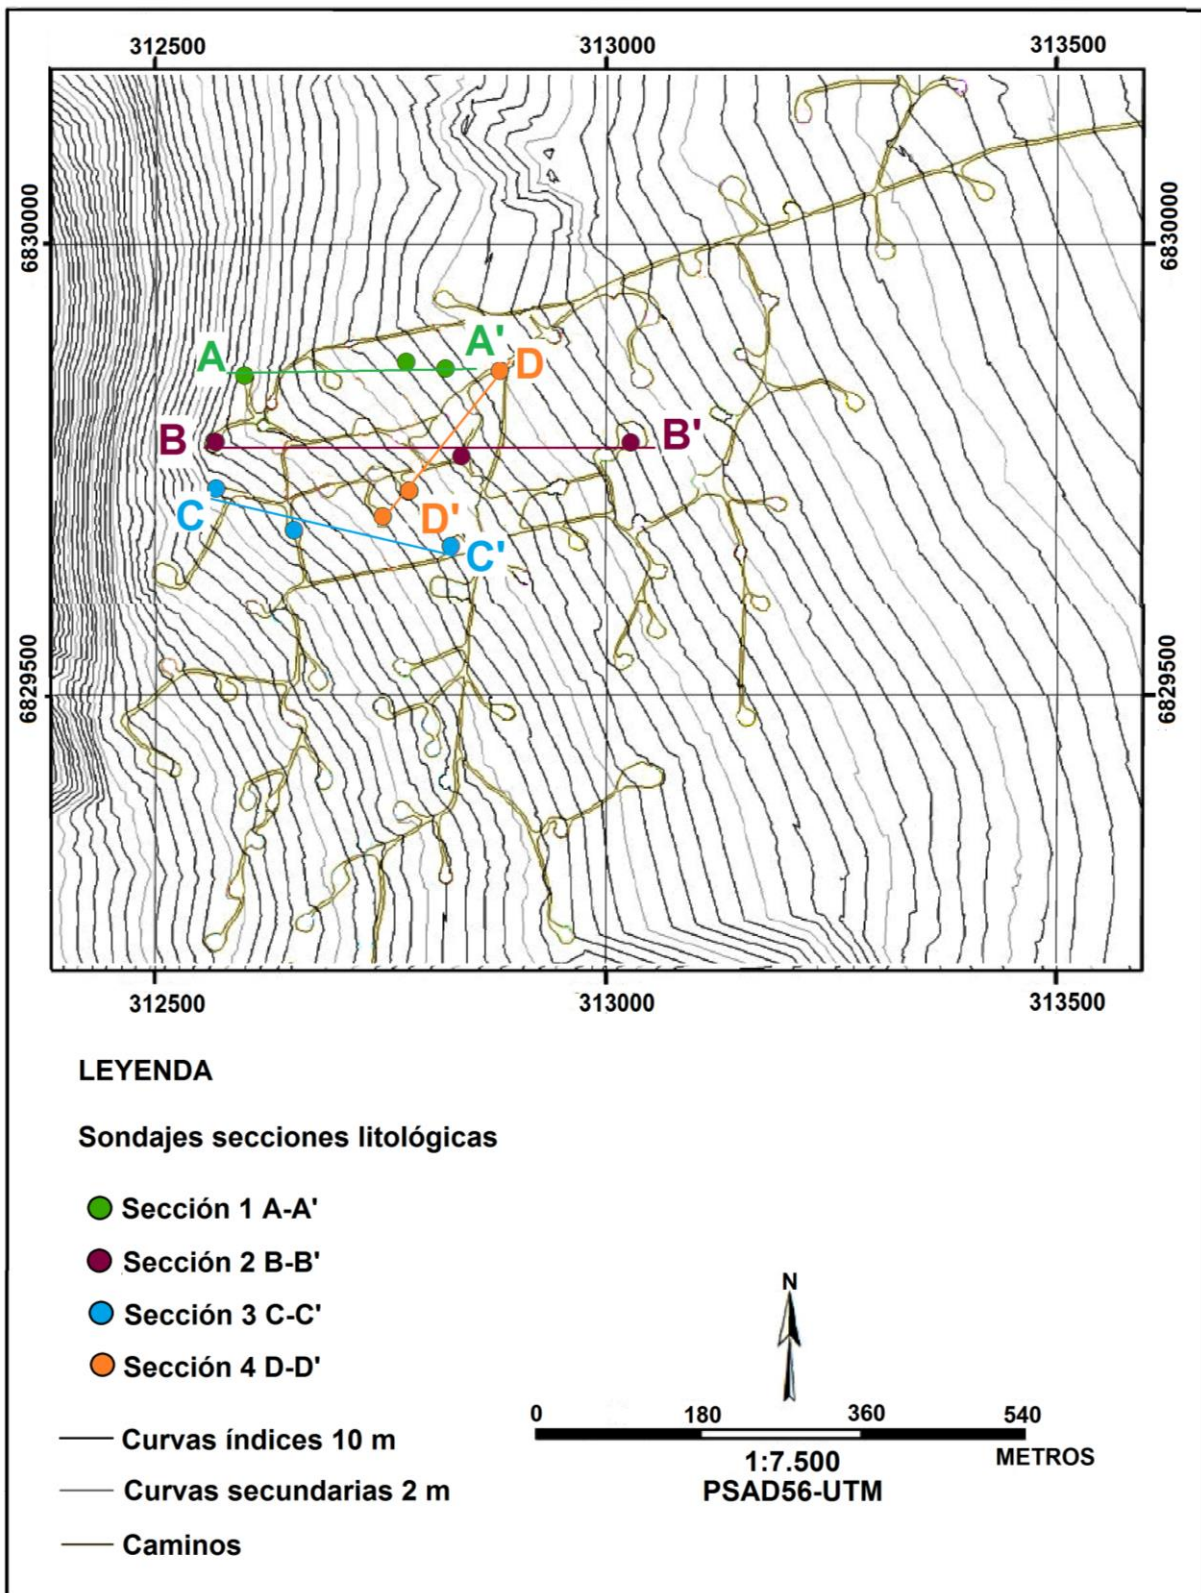 312500 313000 313500
6830000 6830000
A A' D
B B'
C D' C'
6829500 6829500
312500 313000 313500
LEYENDA
Sondajes secciones litológicas
Sección 1 A-A'
Sección 2 B-B'
Sección 3 C-C'
Sección 4 D-D'
Curvas índices 10 m
Curvas secundarias 2 m
Caminos
N
0 180 360 540
METROS
1:7.500
PSAD56-UTM